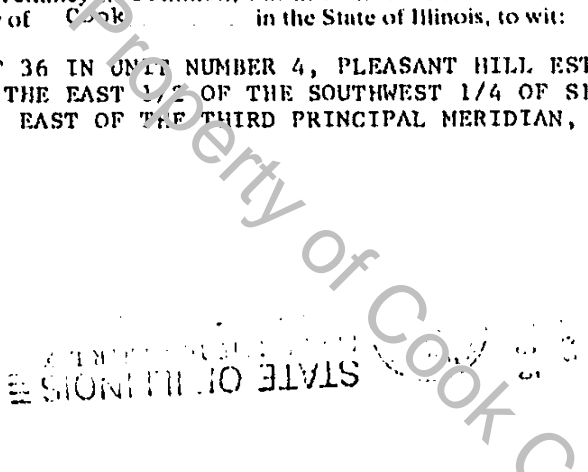 of Cook in the State of Illinois, to wit:
36 IN UNIT NUMBER 4, PLEASANT HILL EST
THE EAST 1/2 OF THE SOUTHWEST 1/4 OF
EAST OF THE THIRD PRINCIPAL MERIDIAN,
Property of Cook C
STATE OF ILLINOIS